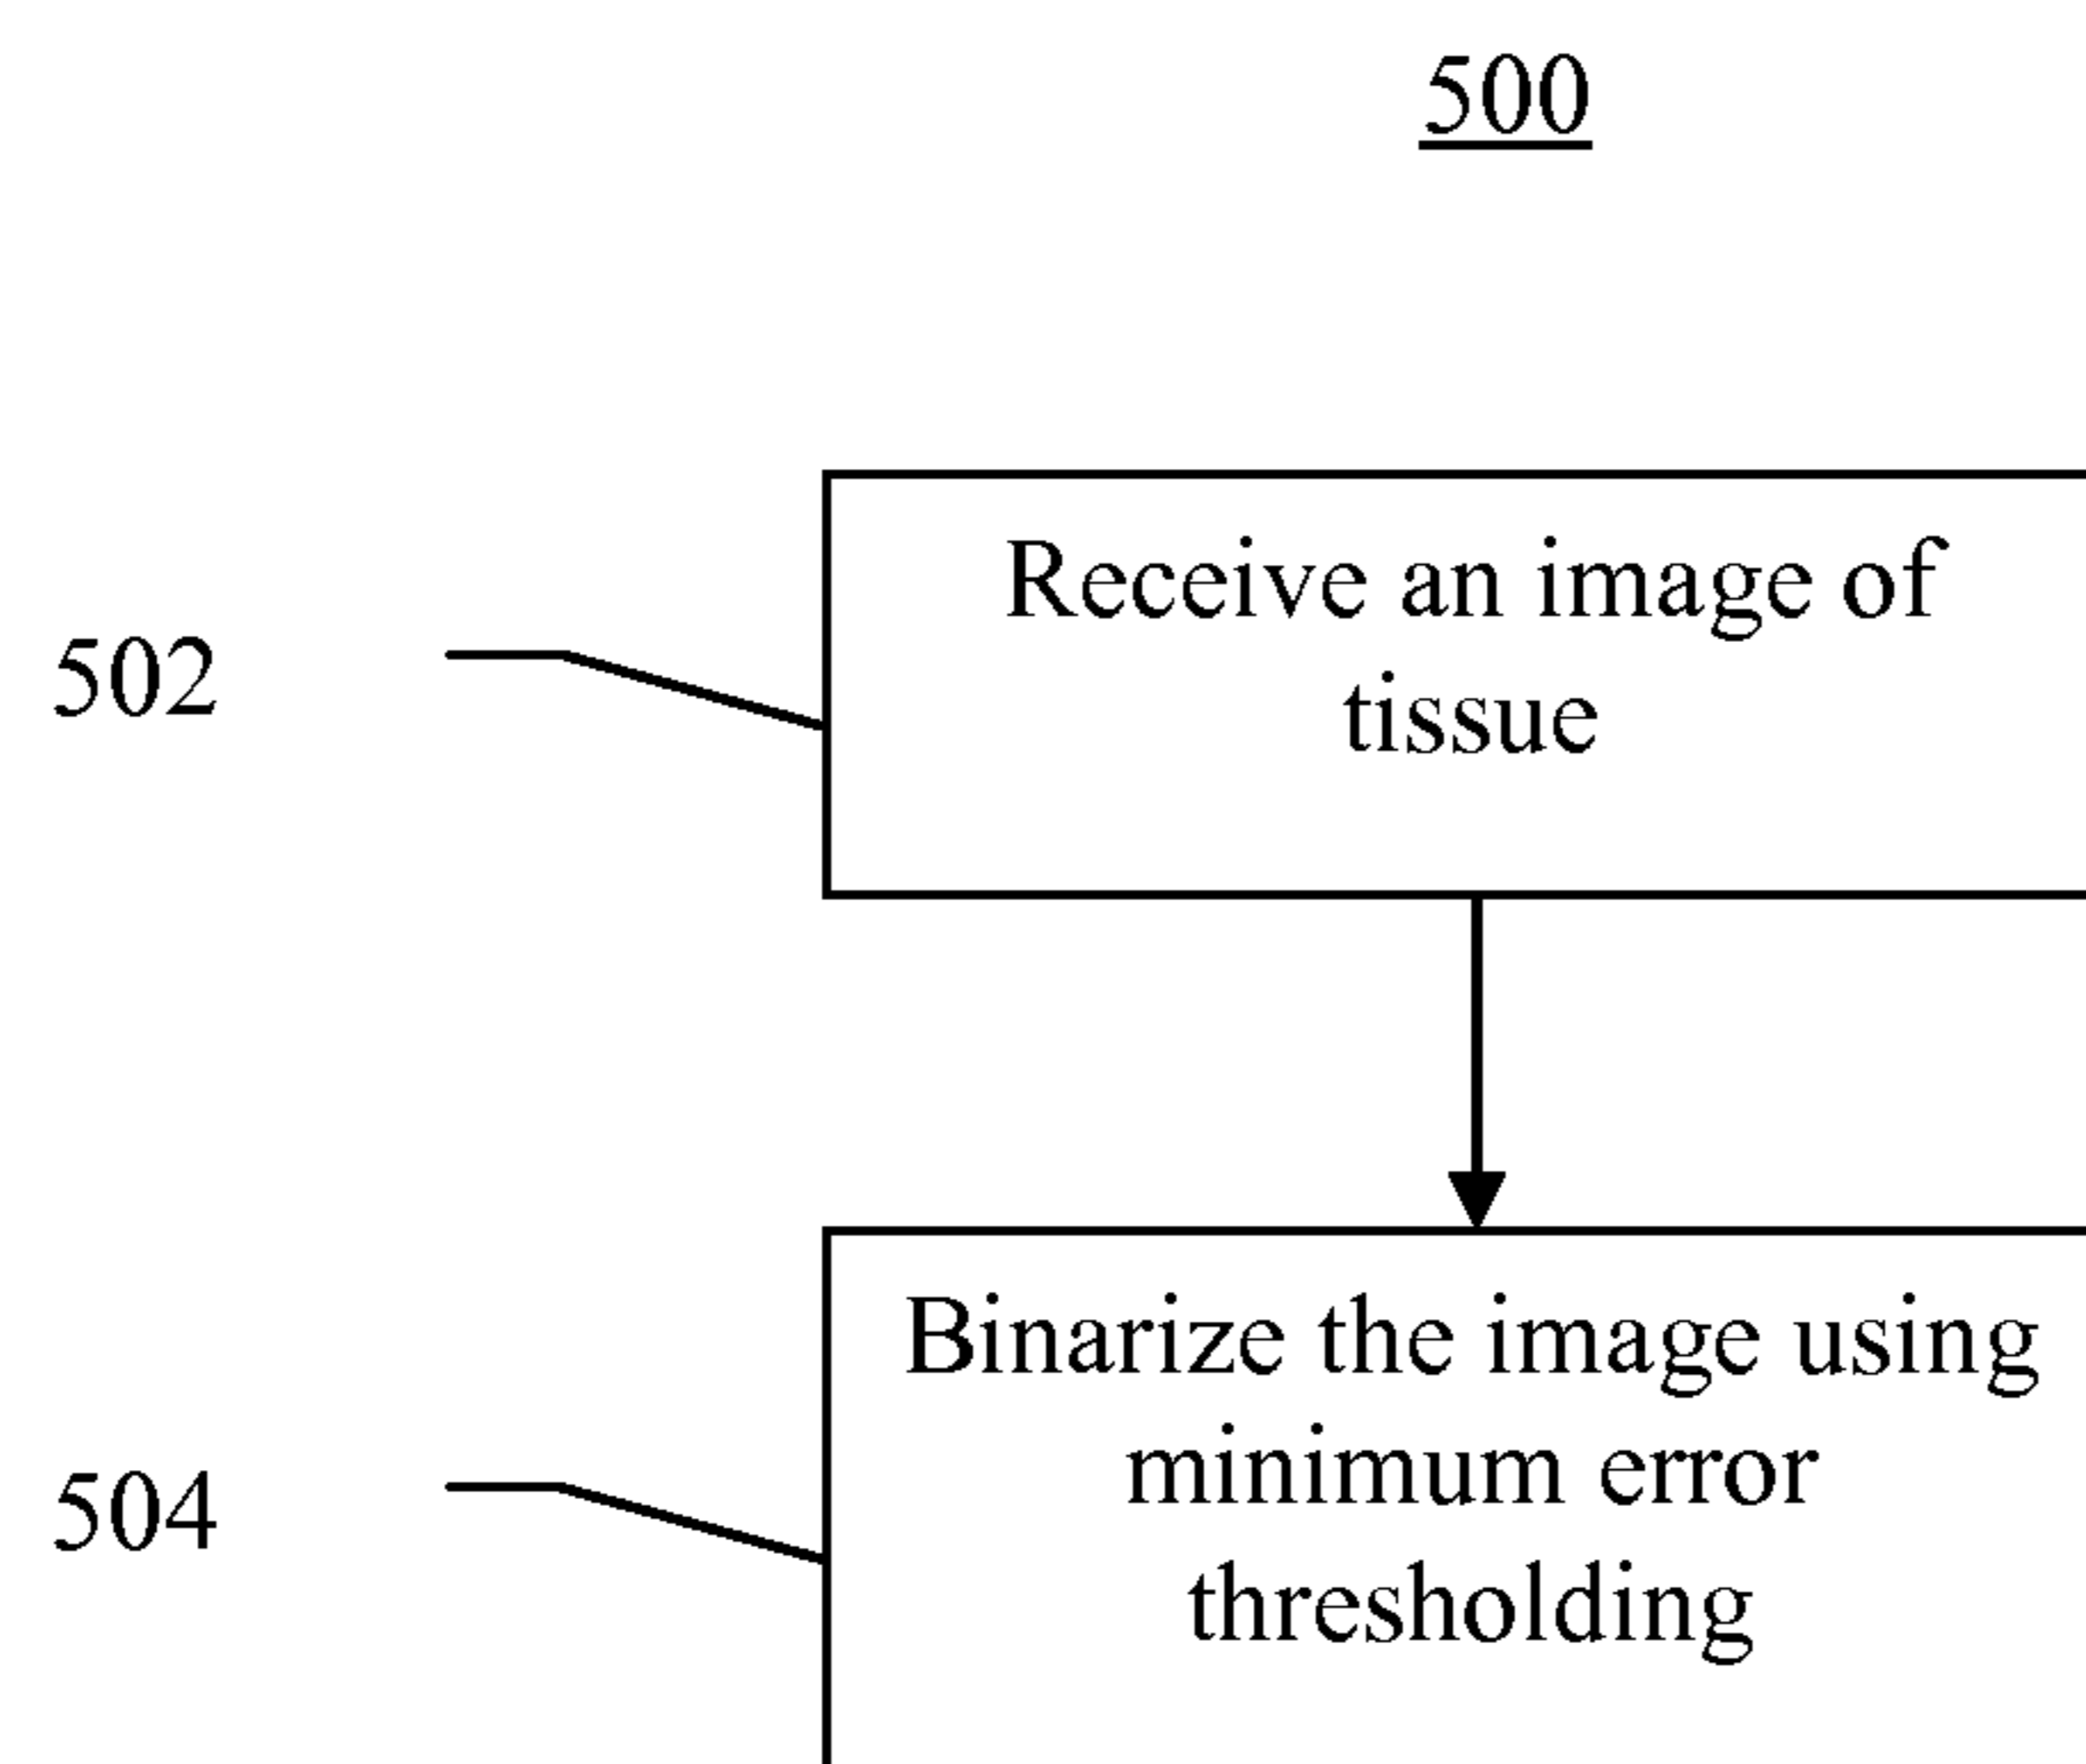 500
502
Receive an image of
tissue
504
Binarize the image using
minimum error
thresholding